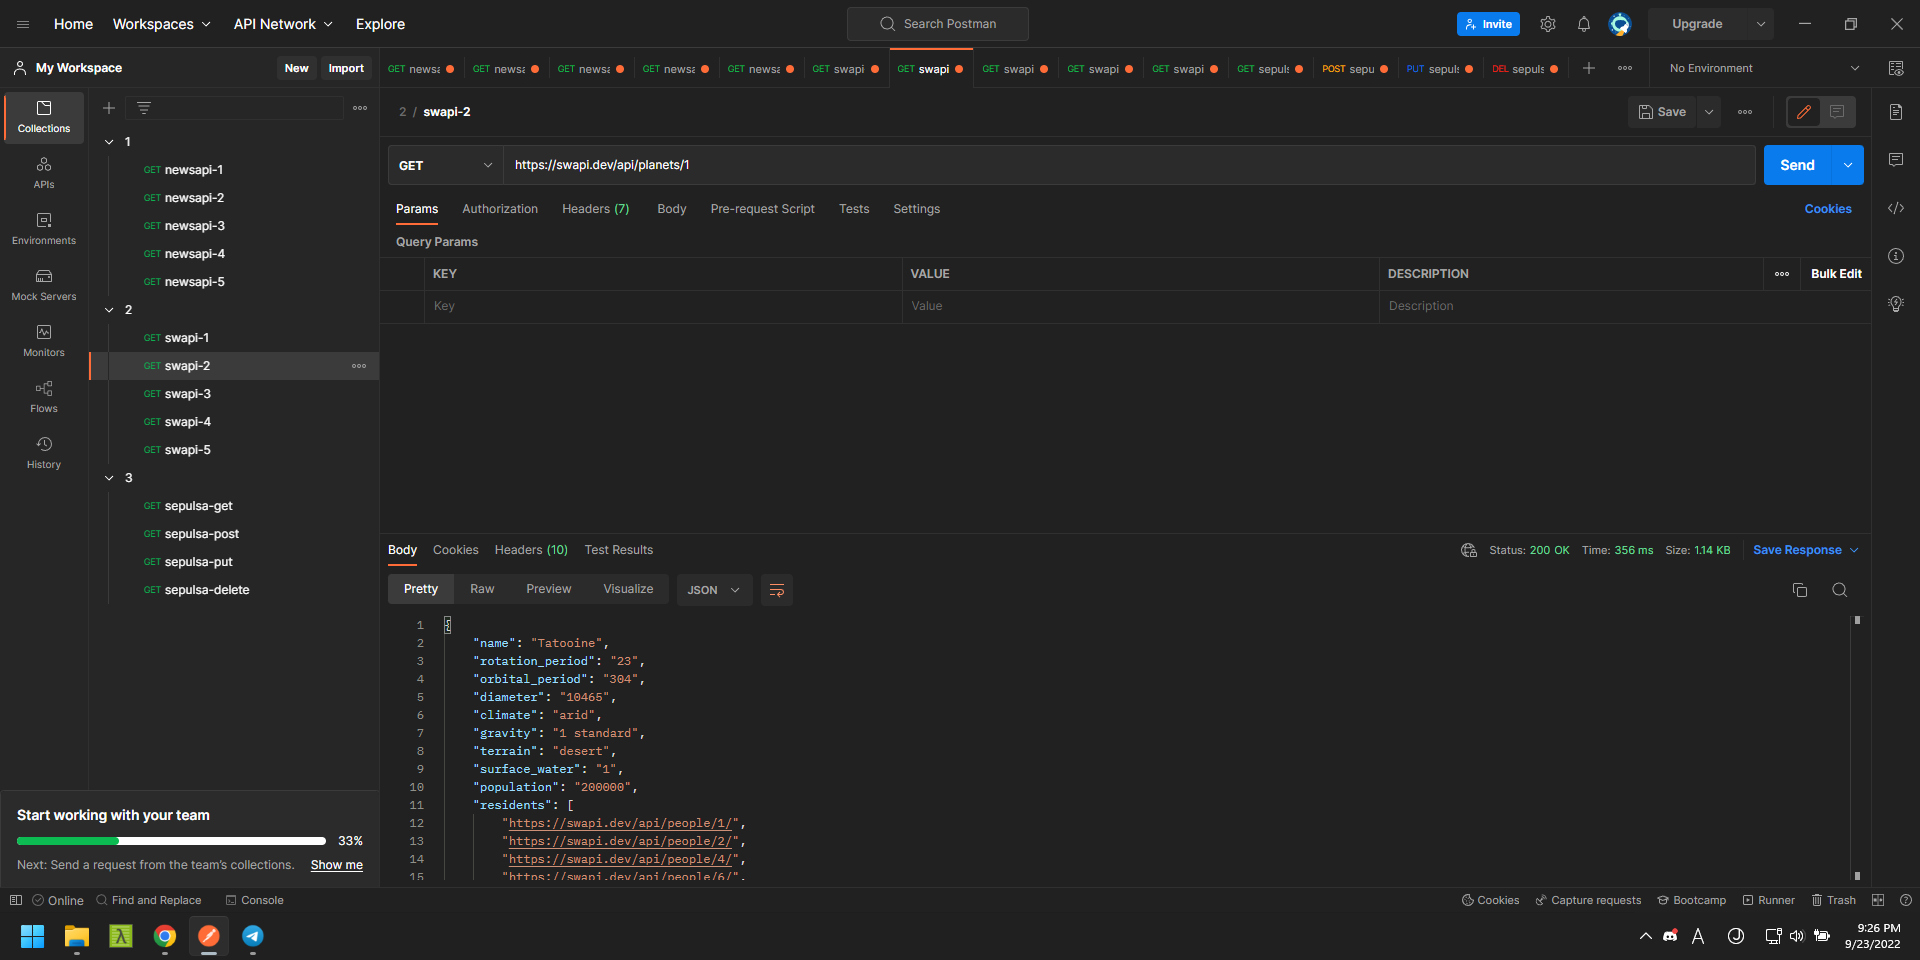 Home Workspaces API Network Explore Search Postman Invite Upgrade
My Workspace New Import
GET newsa GET newsa GET newsa GET newsa GET newsa GET swapi GET swapi GET swapi GET swapi GET swapi GET sepuls POST sepu PUT sepuls DEL sepuls No Environment
Collections
APIs
Environments
Mock Servers
Monitors
Flows
History
1
GET newsapi-1
GET newsapi-2
GET newsapi-3
GET newsapi-4
GET newsapi-5
2
GET swapi-1
GET swapi-2
GET swapi-3
GET swapi-4
GET swapi-5
3
GET sepulsa-get
GET sepulsa-post
GET sepulsa-put
GET sepulsa-delete
Start working with your team
33%
Next: Send a request from the team's collections. Show me
2 / swapi-2 Save
GET https://swapi.dev/api/planets/1 Send
Params Authorization Headers (7) Body Pre-request Script Tests Settings Cookies
Query Params
KEY VALUE DESCRIPTION Bulk Edit
Key Value Description
Body Cookies Headers (10) Test Results Status: 200 OK Time: 356 ms Size: 1.14 KB Save Response
Pretty Raw Preview Visualize JSON
1 {
2 "name": "Tatooine",
3 "rotation_period": "23",
4 "orbital_period": "304",
5 "diameter": "10465",
6 "climate": "arid",
7 "gravity": "1 standard",
8 "terrain": "desert",
9 "surface_water": "1",
10 "population": "200000",
11 "residents": [
12 "https://swapi.dev/api/people/1/",
13 "https://swapi.dev/api/people/2/",
14 "https://swapi.dev/api/people/4/",
15 "https://swapi.dev/api/people/6/",
Online Find and Replace Console Cookies Capture requests Bootcamp Runner Trash
9:26 PM
9/23/2022